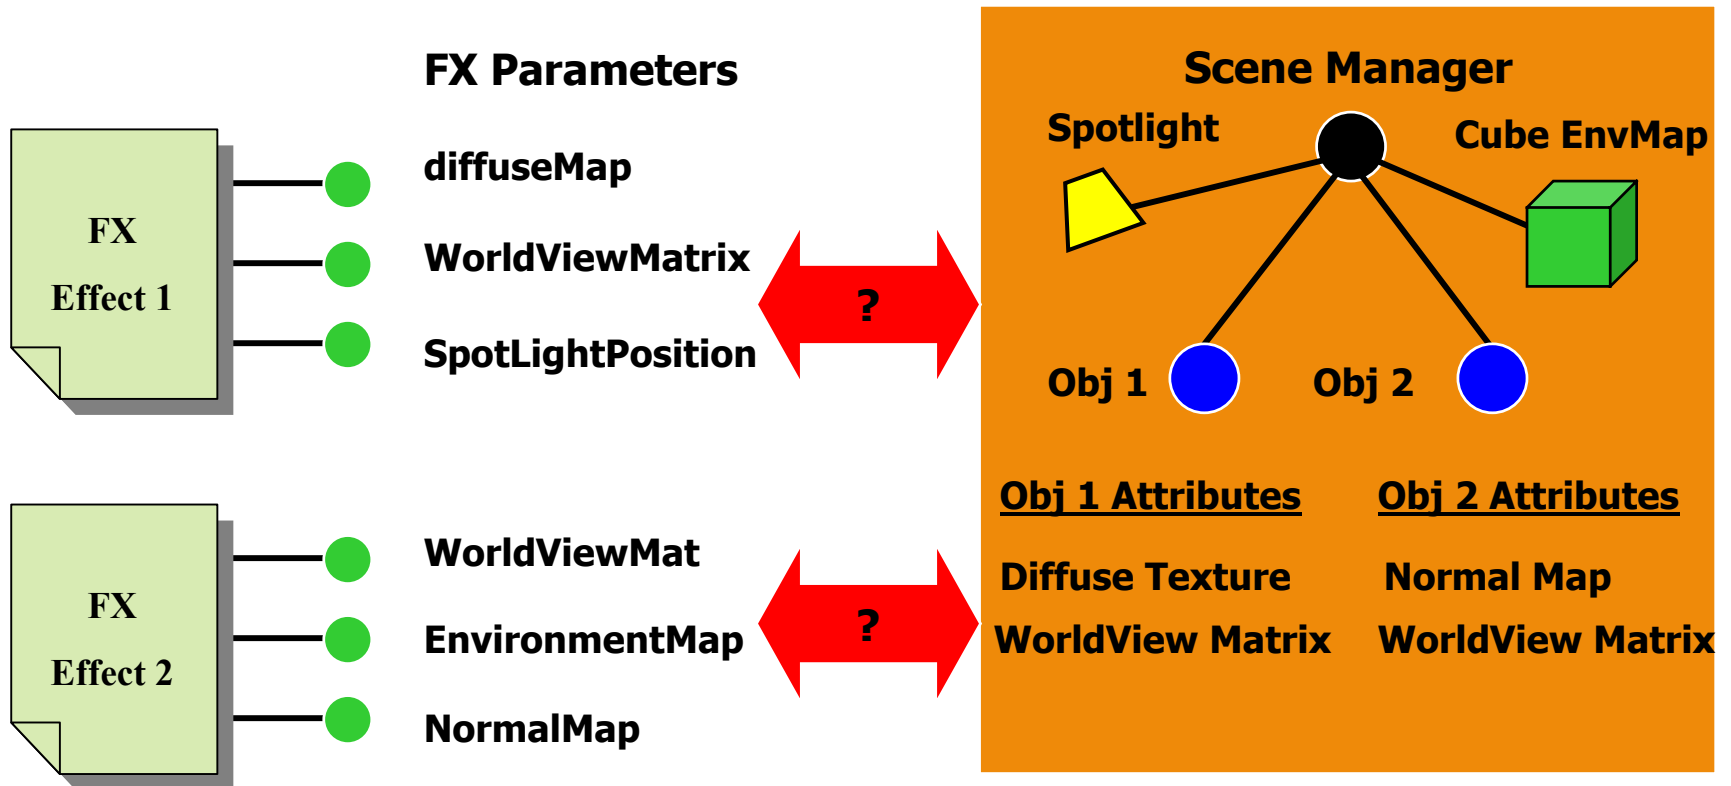 FX Parameters
FX
Effect 1
diffuseMap
WorldViewMatrix
SpotLightPosition
?
FX
Effect 2
WorldViewMat
EnvironmentMap
NormalMap
?
Scene Manager
Spotlight
Cube EnvMap
Obj 1
Obj 2
Obj 1 Attributes
Diffuse Texture
WorldView Matrix
Obj 2 Attributes
Normal Map
WorldView Matrix